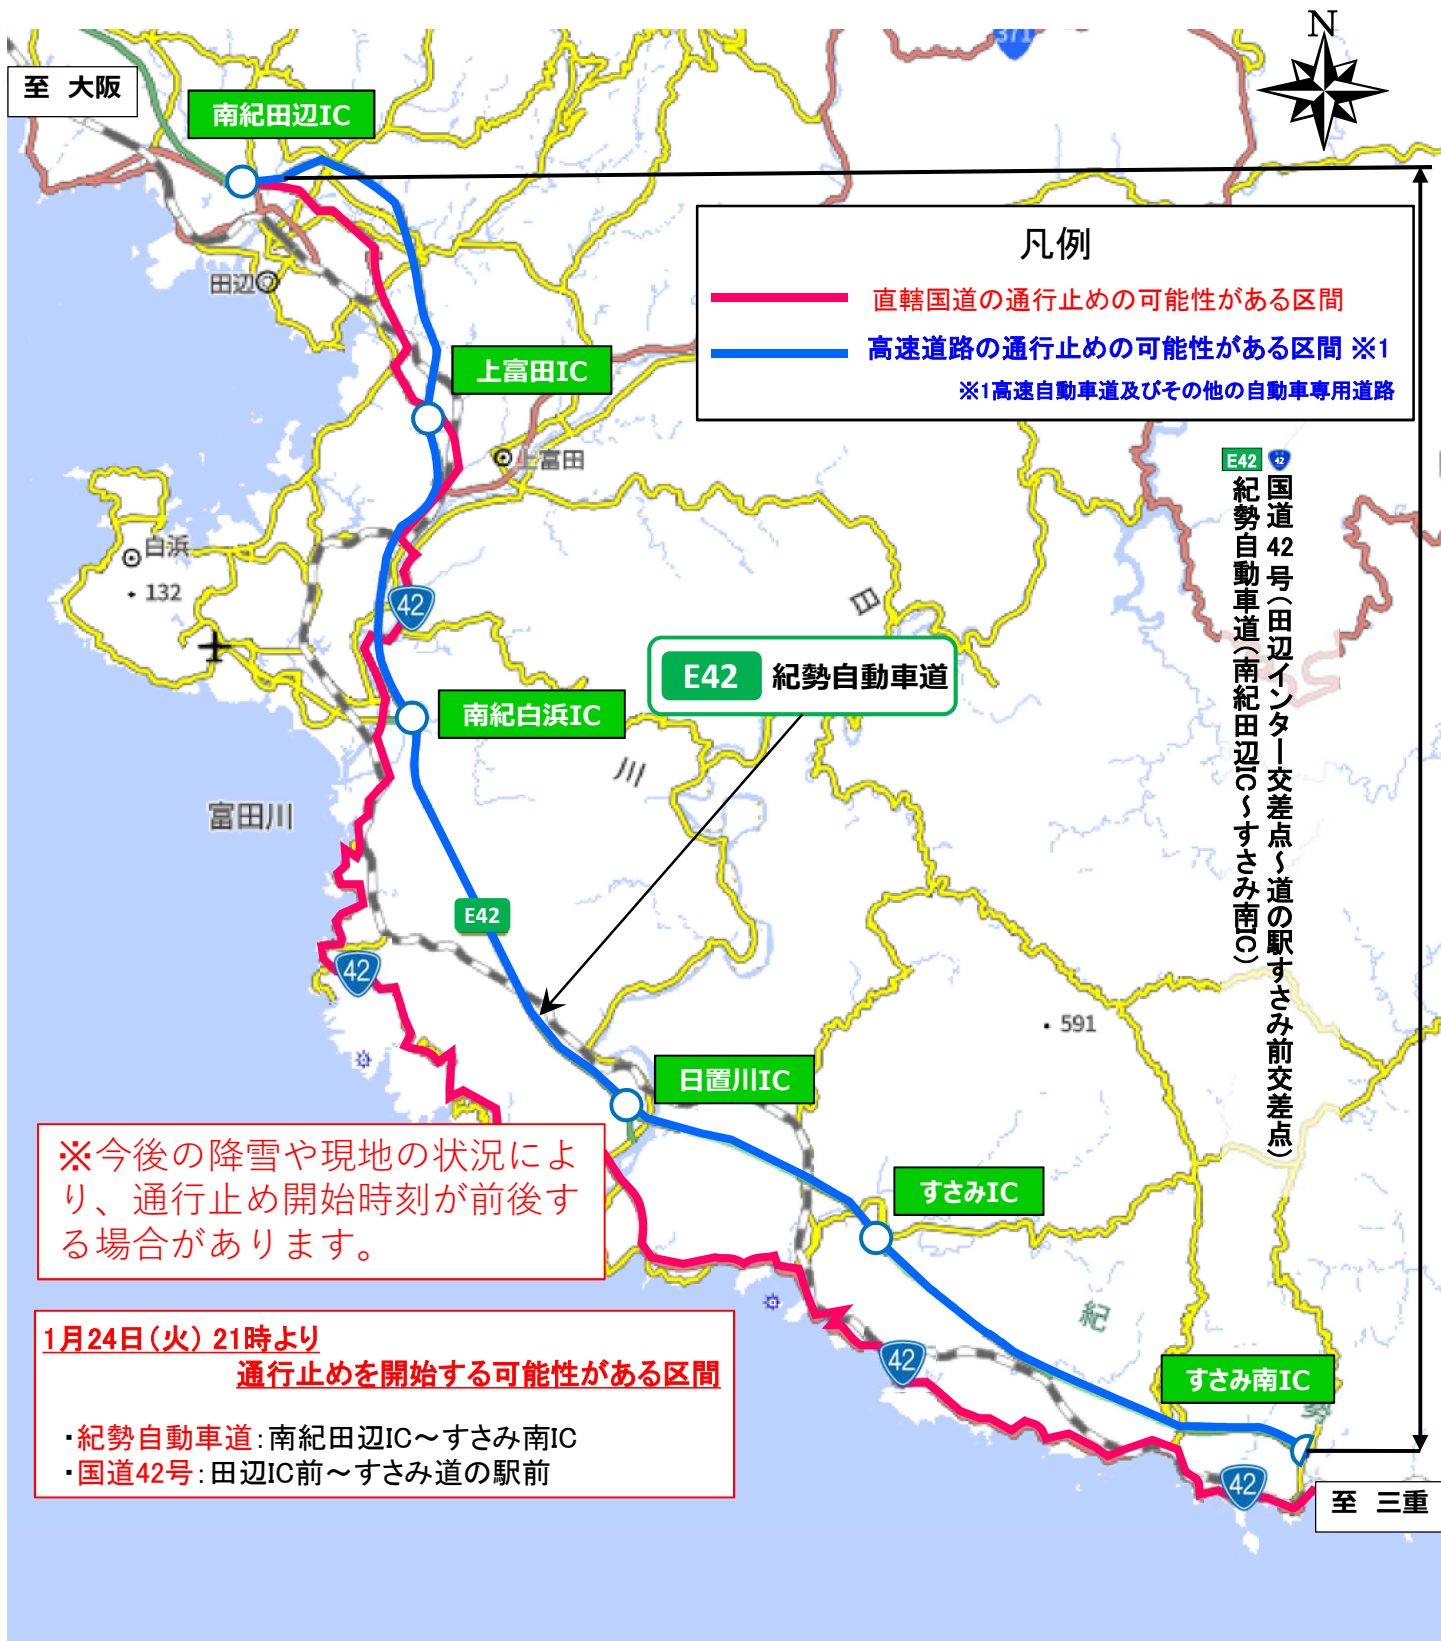 371
N
至 大阪
南紀田辺IC
凡例
直轄国道の通行止めの可能性がある区間
高速道路の通行止めの可能性がある区間 ※1
※1高速自動車道及びその他の自動車専用道路
田辺
上富田IC
上富田
E42
42
国道42号(田辺インター交差点~道の駅すさみ前交差点)
紀勢自動車道(南紀田辺IC~すさみ南IC)
白浜
・132
42
日
E42 紀勢自動車道
南紀白浜IC
川
富田川
E42
42
・591
日置川IC
※今後の降雪や現地の状況によ
り、通行止め開始時刻が前後す
る場合があります。
すさみIC
紀
1月24日(火) 21時より
通行止めを開始する可能性がある区間
・紀勢自動車道:南紀田辺IC~すさみ南IC
・国道42号:田辺IC前~すさみ道の駅前
42
すさみ南IC
勢
42
至 三重